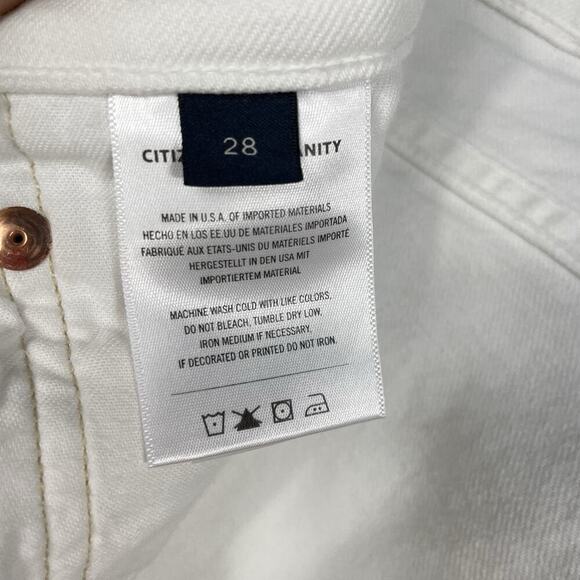 28
CITIZ ANITY
MADE IN U.S.A. OF IMPORTED MATERIALS
HECHO EN LOS EE.UU DE MATERIALES IMPORTADA
FABRIQUÉ AUX ETATS-UNIS DU MATÉRIELS IMPORTÉ
HERGESTELLT IN DEN USA MIT
IMPORTIERTEM MATERIAL
MACHINE WASH COLD WITH LIKE COLORS,
DO NOT BLEACH, TUMBLE DRY LOW,
IRON MEDIUM IF NECESSARY,
IF DECORATED OR PRINTED DO NOT IRON.